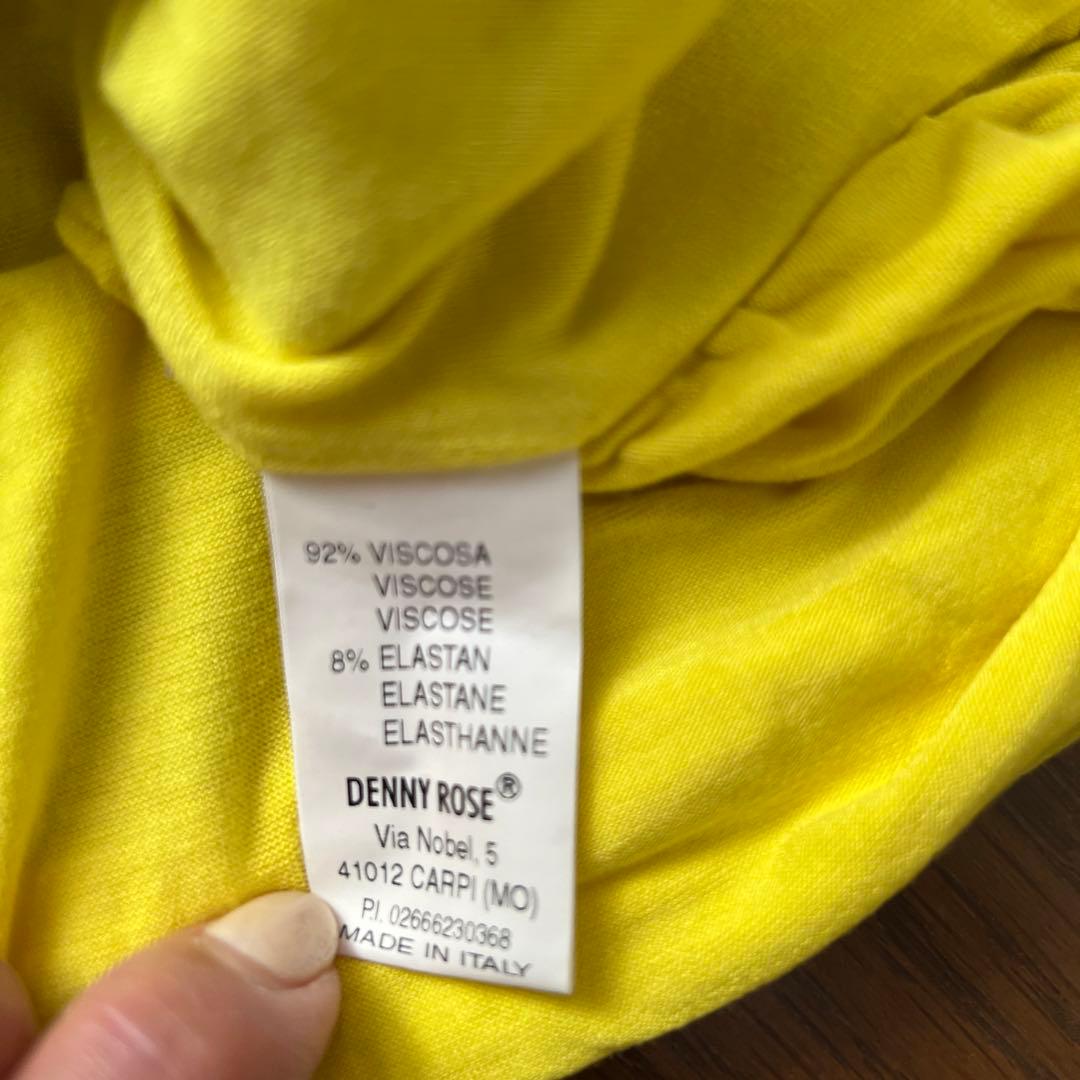 92% VISCOSA
VISCOSE
VISCOSE
8% ELASTAN
ELASTANE
ELASTHANNE
DENNY ROSE®
Via Nobel, 5
41012 CARPI (MO)
P.I. 02666230368
MADE IN ITALY